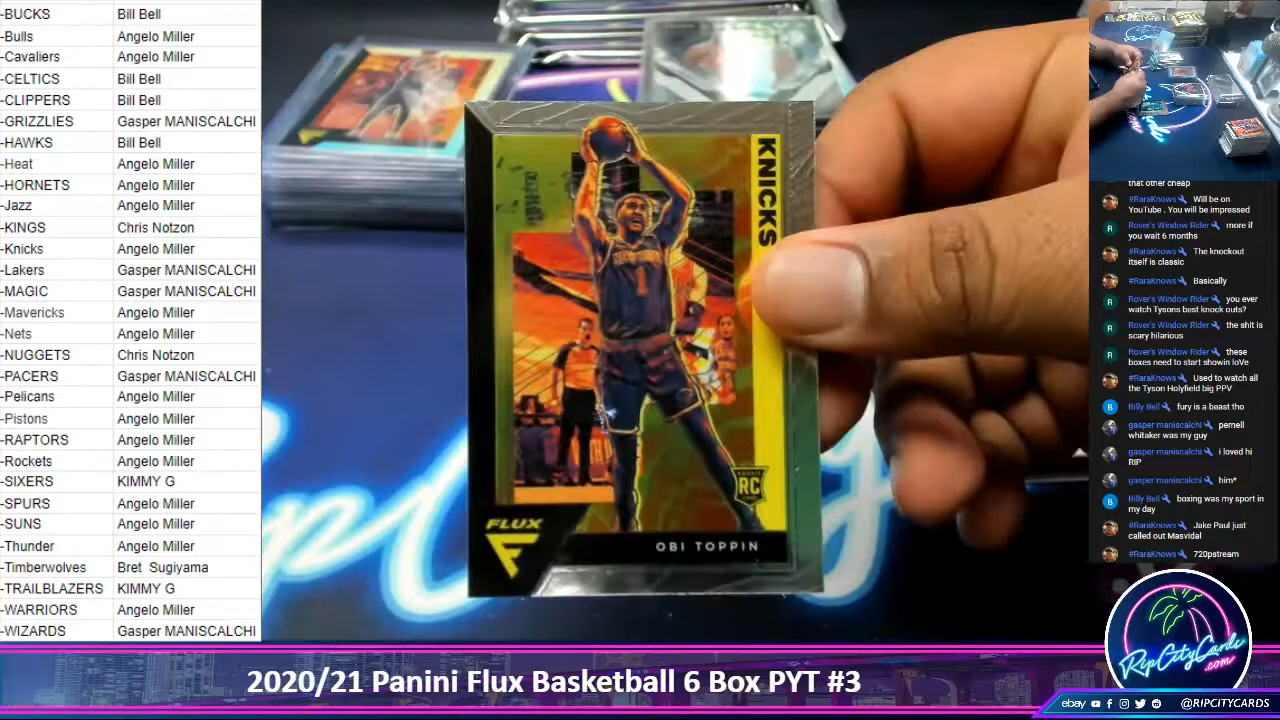 -BUCKS Bill Bell
-Bulls Angelo Miller
-Cavaliers Angelo Miller
-CELTICS Bill Bell
-CLIPPERS Bill Bell
-GRIZZLIES Gasper MANISCALCHI
-HAWKS Bill Bell
-Heat Angelo Miller
-HORNETS Angelo Miller
-Jazz Angelo Miller
-KINGS Chris Notzon
-Knicks Angelo Miller
-Lakers Gasper MANISCALCHI
-MAGIC Gasper MANISCALCHI
-Mavericks Angelo Miller
-Nets Angelo Miller
-NUGGETS Chris Notzon
-PACERS Gasper MANISCALCHI
-Pelicans Angelo Miller
-Pistons Angelo Miller
-RAPTORS Angelo Miller
-Rockets Angelo Miller
-SIXERS KIMMY G
-SPURS Angelo Miller
-SUNS Angelo Miller
-Thunder Angelo Miller
-Timberwolves Bret Sugiyama
-TRAILBLAZERS KIMMY G
-WARRIORS Angelo Miller
-WIZARDS Gasper MANISCALCHI
KNICKS
1
RC
FLUX
OBI TOPPIN
that other cheap
#RaraKnows Will be on
YouTube . You will be impressed
R Rover's Window Rider more if
you wait 6 months
#RaraKnows The knockout
itself is classic
#RaraKnows Basically
R Rover's Window Rider you ever
watch Tysons best knock outs?
R Rover's Window Rider the shit is
scary hilarious
R Rover's Window Rider these
boxes need to start showin loVe
#RaraKnows Used to watch all
the Tyson Holyfield big PPV
B Billy Bell fury is a beast tho
gasper maniscalchi pernell
whitaker was my guy
gasper maniscalchi i loved hi
RIP
gasper maniscalchi him*
B Billy Bell boxing was my sport in
my day
#RaraKnows Jake Paul just
called out Masvidal
#RaraKnows 720pstream
RipCityCards
.com
2020/21 Panini Flux Basketball 6 Box PYT #3
ebay @RIPCITYCARDS